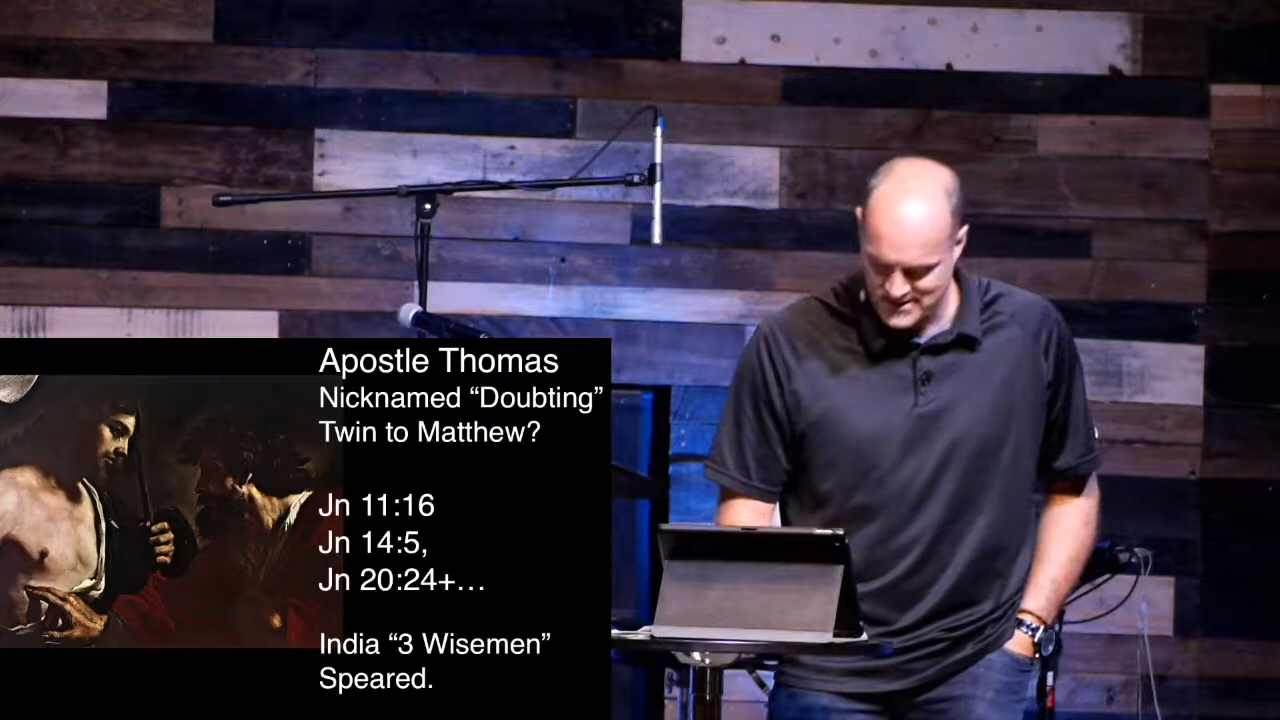 Apostle Thomas
Nicknamed “Doubting”
Twin to Matthew?
Jn 11:16
Jn 14:5,
Jn 20:24+…
India “3 Wisemen”
Speared.